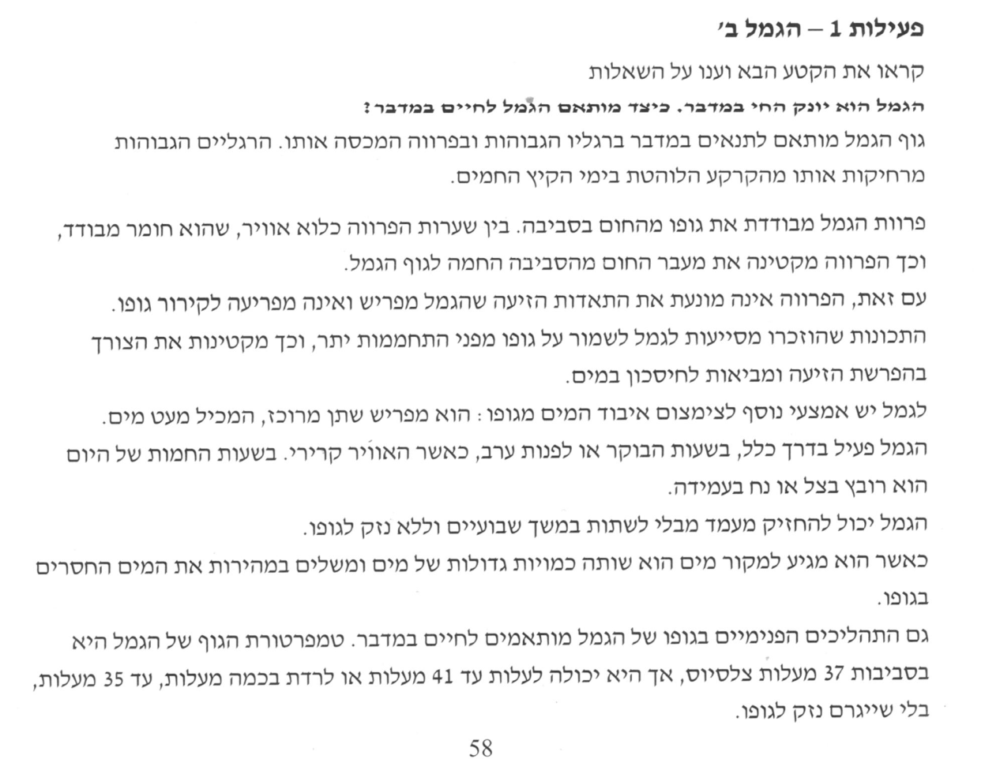 פעילות 1 – הגמל ב'
קראו את הקטע הבא וענו על השאלות
הגמל הוא יונק החי במדבר. כיצד מותאם הגמל לחיים במדבר?
גוף הגמל מותאם לתנאים במדבר ברגליו הגבוהות ובפרווה המכסה אותו. הרגליים הגבוהות
מרחיקות אותו מהקרקע הלוהטת בימי הקיץ החמים.
פרוות הגמל מבודדת את גופו מהחום בסביבה. בין שערות הפרווה כלוא אוויר, שהוא חומר מבודד,
וכך הפרווה מקטינה את מעבר החום מהסביבה החמה לגוף הגמל.
עם זאת, הפרווה אינה מונעת את התאדות הזיעה שהגמל מפריש ואינה מפריעה לקירור גופו.
התכונות שהוזכרו מסייעות לגמל לשמור על גופו מפני התחממות יתר, וכך מקטינות את הצורך
בהפרשת הזיעה ומביאות לחיסכון במים.
לגמל יש אמצעי נוסף לצימצום איבוד המים מגופו: הוא מפריש שתן מרוכז, המכיל מעט מים.
הגמל פעיל בדרך כלל, בשעות הבוקר או לפנות ערב, כאשר האוויר קרירי. בשעות החמות של היום
הוא רובץ בצל או נח בעמידה.
הגמל יכול להחזיק מעמד מבלי לשתות במשך שבועיים וללא נזק לגופו.
כאשר הוא מגיע למקור מים הוא שותה כמויות גדולות של מים ומשלים במהירות את המים החסרים
בגופו.
גם התהליכים הפנימיים בגופו של הגמל מותאמים לחיים במדבר. טמפרטורת הגוף של הגמל היא
בסביבות 37 מעלות צלסיוס, אך היא יכולה לעלות עד 41 מעלות או לרדת בכמה מעלות, עד 35 מעלות,
בלי שייגרם נזק לגופו.
58